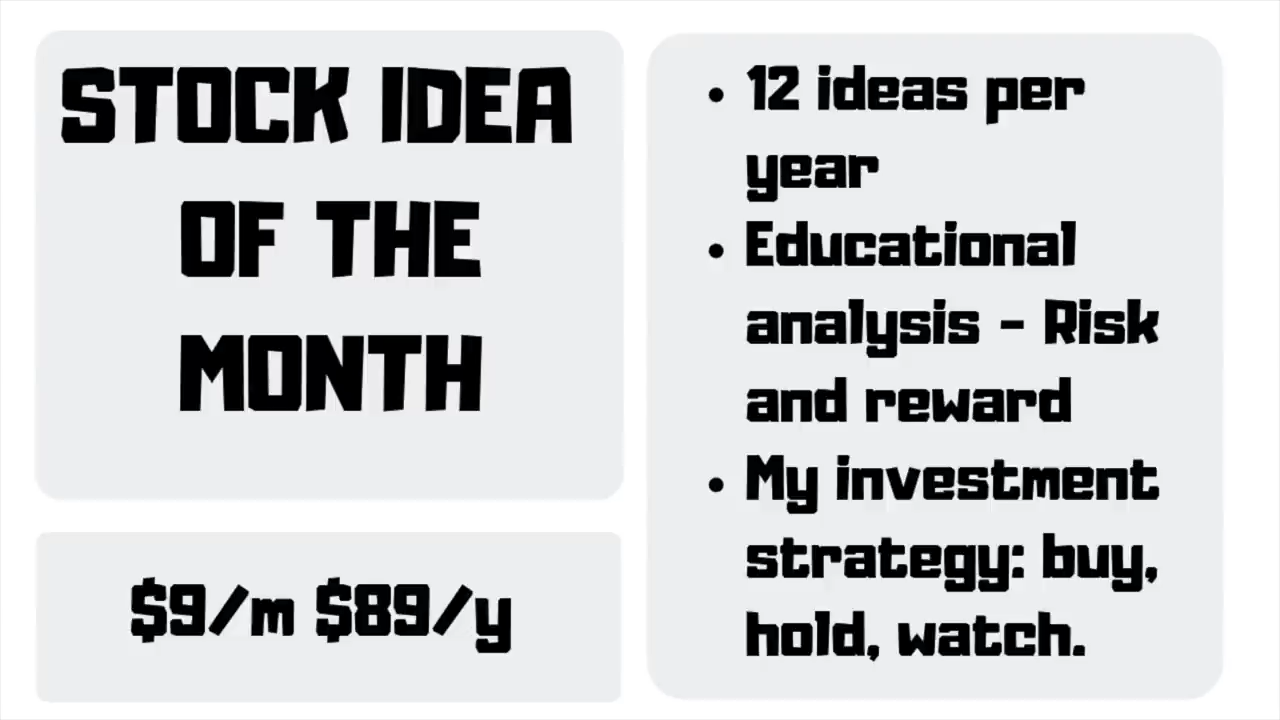 STOCK IDEA
OF THE
MONTH
$9/m $89/y
• 12 ideas per
year
• Educational
analysis - Risk
and reward
• My investment
strategy: buy,
hold, watch.